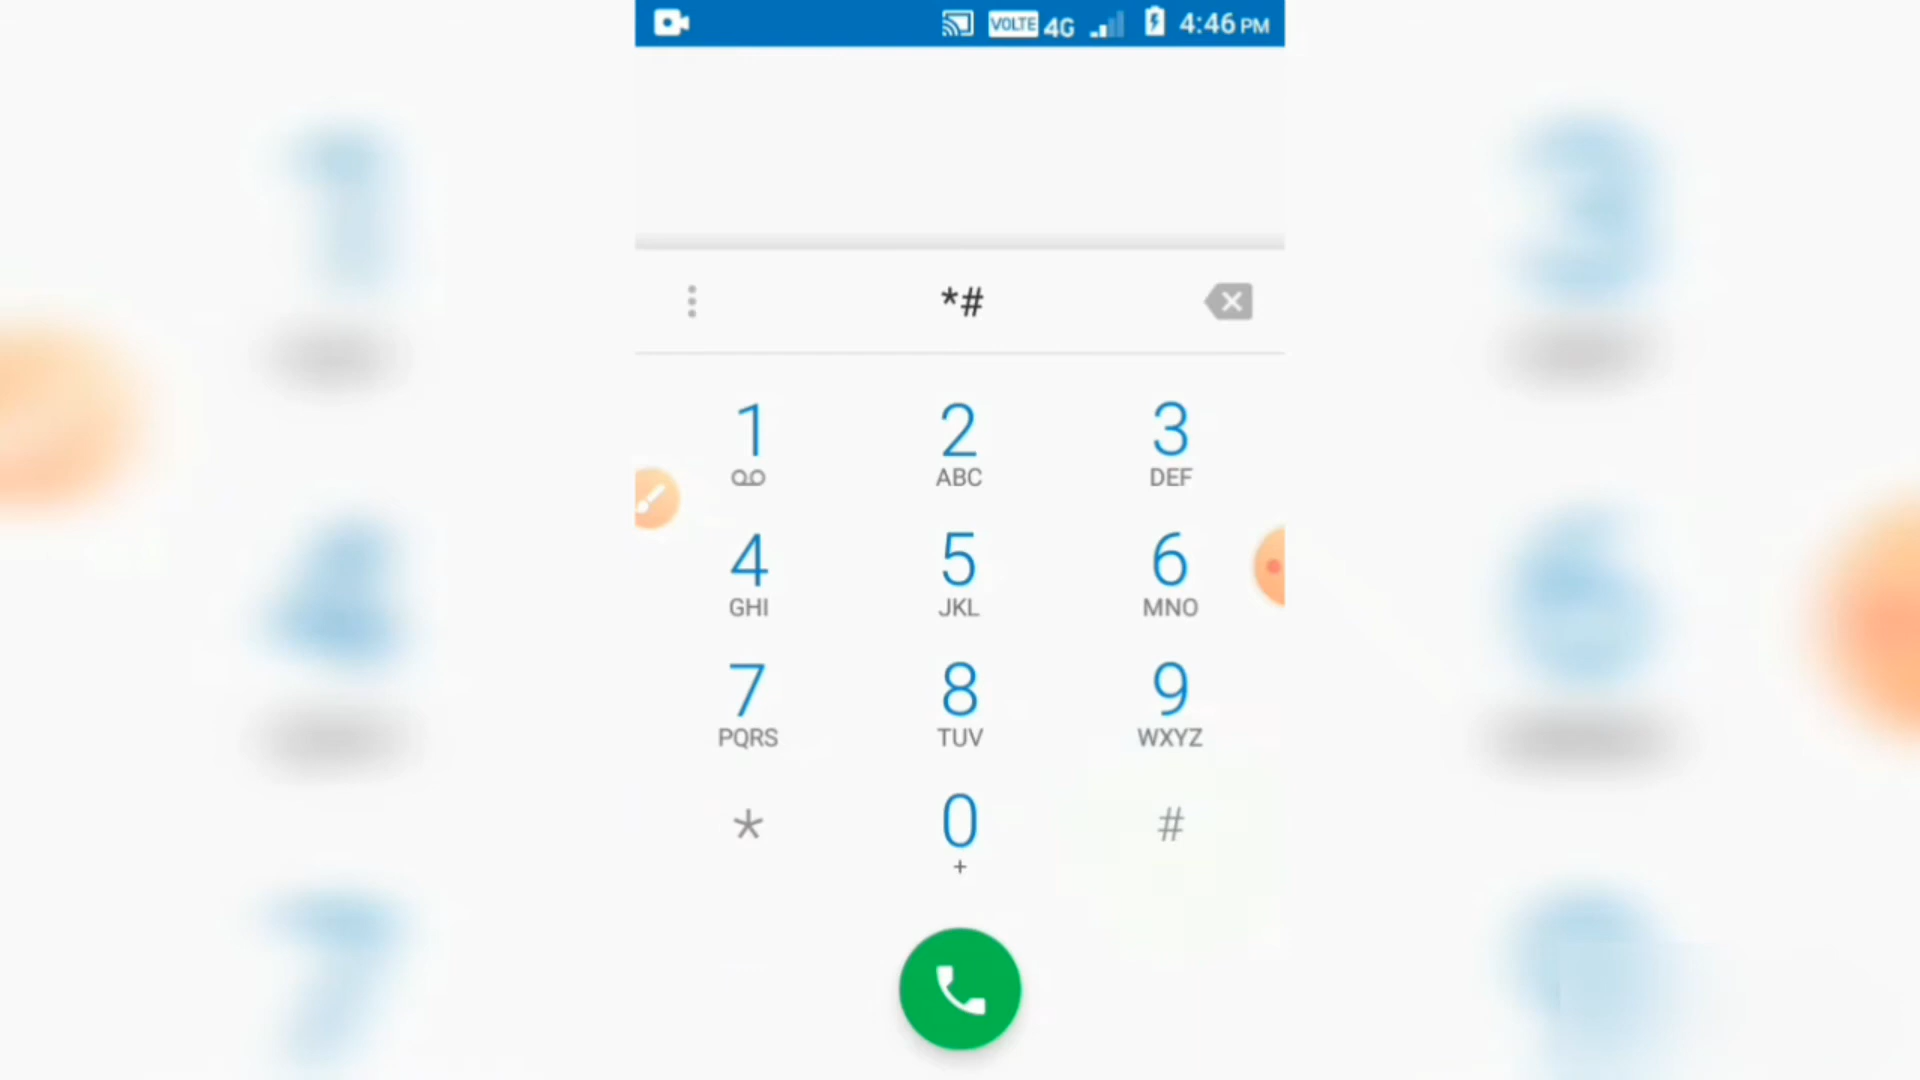 VOLTE 4G 4:46 PM
*#
1 2 3
ABC DEF
4 5 6
GHI JKL MNO
7 8 9
PQRS TUV WXYZ
* 0 #
+